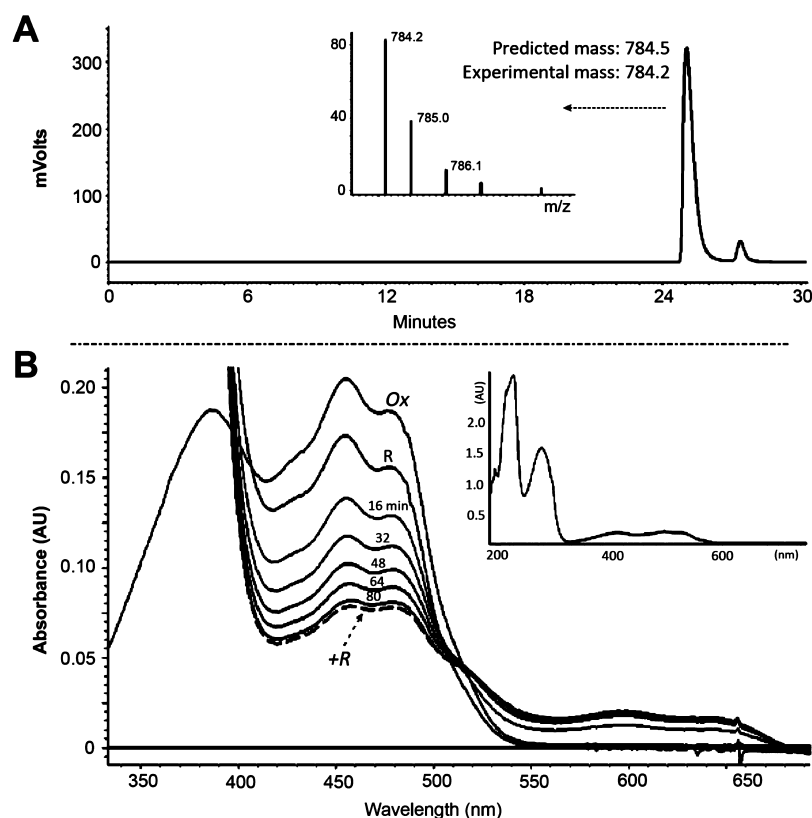 A
Predicted mass: 784.5
Experimental mass: 784.2
784.2
785.0
786.1
80
40
0
m/z
mVolts
300
200
100
0
0 6 12 18 24 30
Minutes
B
0.20
0.15
0.10
0.05
0
Absorbance (AU)
Ox
R
16 min
32
48
64
80
+R
(AU)
2.0
1.5
1.0
0.5
200 400 600 (nm)
350 400 450 500 550 600 650
Wavelength (nm)